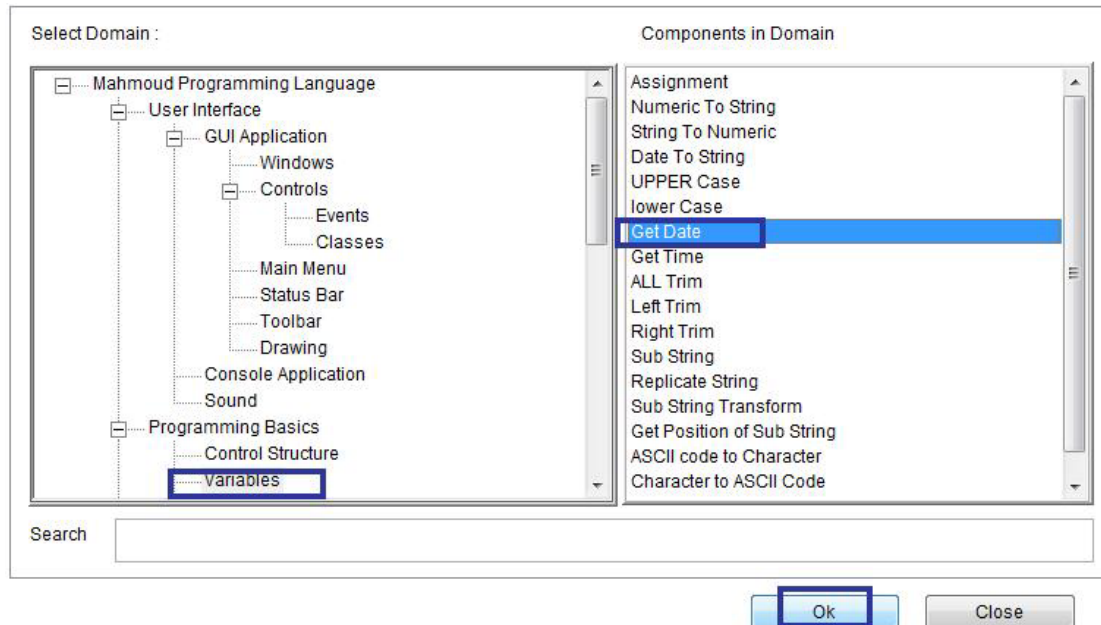 Select Domain :
Components in Domain
Mahmoud Programming Language
User Interface
GUI Application
Windows
Controls
Events
Classes
Main Menu
Status Bar
Toolbar
Drawing
Console Application
Sound
Programming Basics
Control Structure
Variables
Assignment
Numeric To String
String To Numeric
Date To String
UPPER Case
lower Case
Get Date
Get Time
ALL Trim
Left Trim
Right Trim
Sub String
Replicate String
Sub String Transform
Get Position of Sub String
ASCII code to Character
Character to ASCII Code
Search
Ok
Close